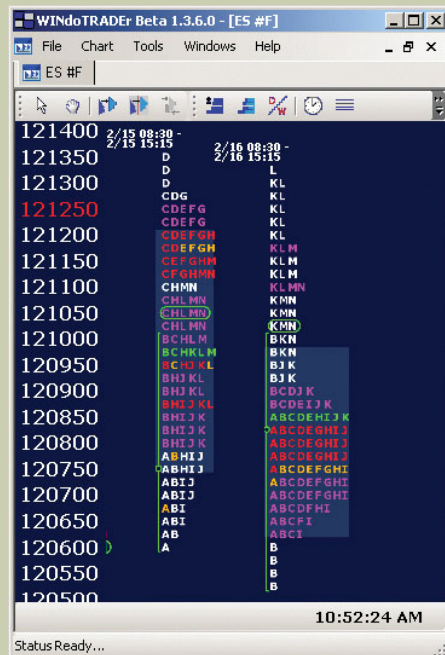 WINdoTRADEr Beta 1.3.6.0 - [ES #F]
File Chart Tools Windows Help
ES #F
121400 2/15 08:30 -
2/15 15:15 2/16 08:30 -
2/16 15:15
121350 D
D L
121300 D KL
CDG KL
121250 CDEFG KL
CDEFG KL
121200 CDEFGH KL
CDEFGH KLM
121150 CEFGHM KLM
CFGHMN KLM
121100 CHMN KLMN
CHLMN KMN
121050 CHLMN KMN
CHLMN KMN
121000 BCHLM BKN
BCHKLM BKN
120950 BCHJKL BJK
BHJKL BJK
120900 BHJKL BCDJK
BHIJKL BCDEIJK
120850 BHIJK ABCDEHIJK
BHIJK ABCDEGHIJ
120800 BHIJK ABCDEGHIJ
ABHIJ ABCDEGHIJ
120750 ABHIJ ABCDEFGHI
ABIJ ABCDEFGHI
120700 ABIJ ABCDEFGHI
ABI ABCDFHI
120650 ABI ABCFI
AB ABCI
120600 A B
B
120550 B
B
120500
10:52:24 AM
Status Ready...